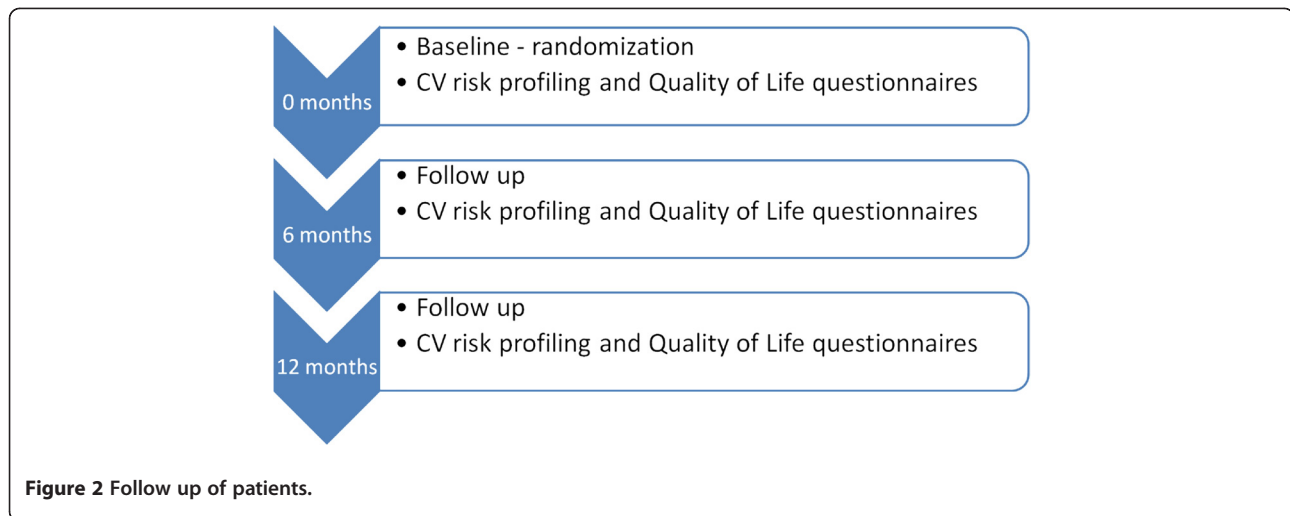 • Baseline - randomization
• CV risk profiling and Quality of Life questionnaires
0 months
• Follow up
• CV risk profiling and Quality of Life questionnaires
6 months
• Follow up
• CV risk profiling and Quality of Life questionnaires
12 months
Figure 2 Follow up of patients.